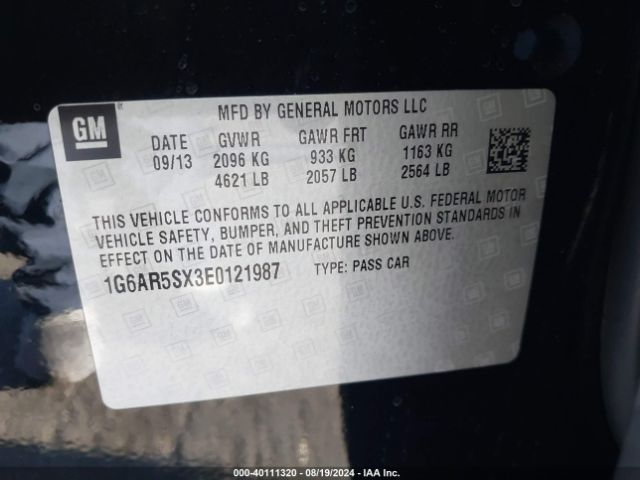 GM
MFD BY GENERAL MOTORS LLC
DATE GVWR GAWR FRT GAWR RR
09/13 2096 KG 933 KG 1163 KG
4621 LB 2057 LB 2564 LB
THIS VEHICLE CONFORMS TO ALL APPLICABLE U.S. FEDERAL MOTOR
VEHICLE SAFETY, BUMPER, AND THEFT PREVENTION STANDARDS IN
EFFECT ON THE DATE OF MANUFACTURE SHOWN ABOVE.
1G6AR5SX3E0121987 TYPE: PASS CAR
000-40111320 - 08/19/2024 - IAA Inc.